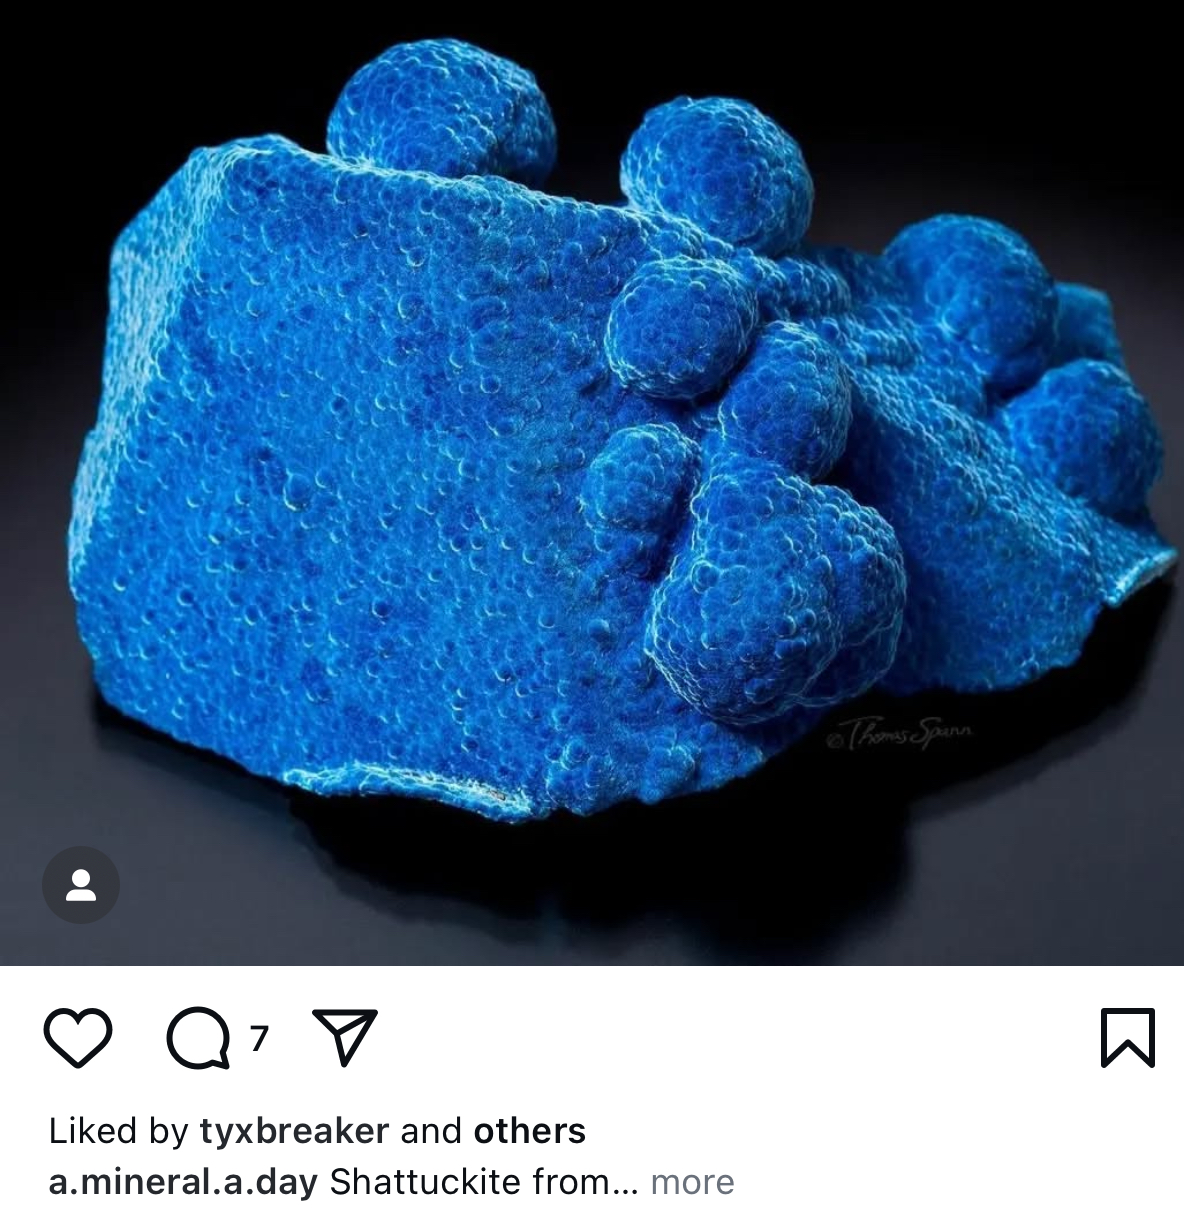 © Thomas Spann
7
Liked by tyxbreaker and others
a.mineral.a.day Shattuckite from... more